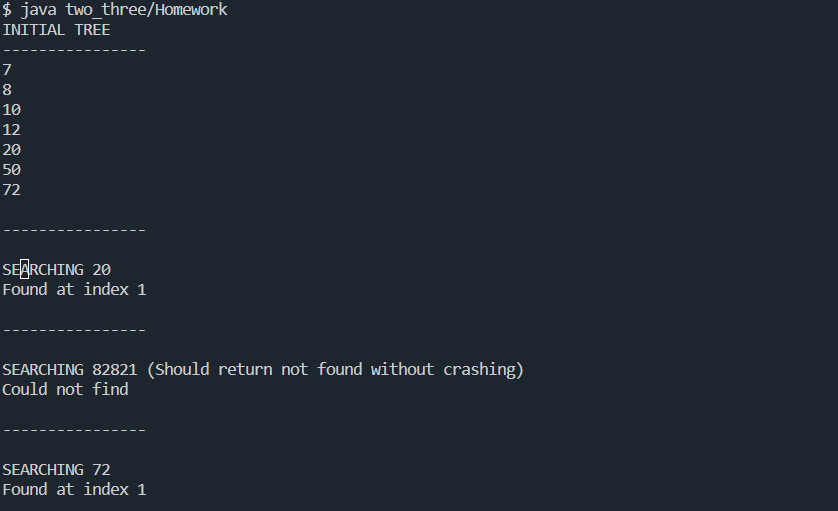 $ java two_three/Homework
INITIAL TREE
----------------
7
8
10
12
20
50
72
----------------
SEARCHING 20
Found at index 1
----------------
SEARCHING 82821 (Should return not found without crashing)
Could not find
----------------
SEARCHING 72
Found at index 1